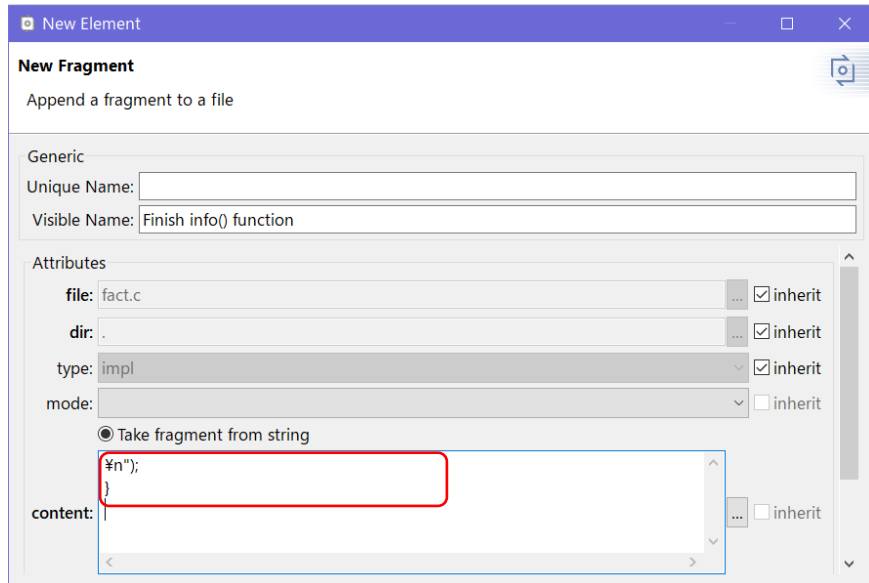 New Element
New Fragment
Append a fragment to a file
Generic
Unique Name:
Visible Name: Finish info() function
Attributes
file: fact.c ... inherit
dir: . ... inherit
type: impl inherit
mode: inherit
Take fragment from string
¥n");
}
content: ... inherit